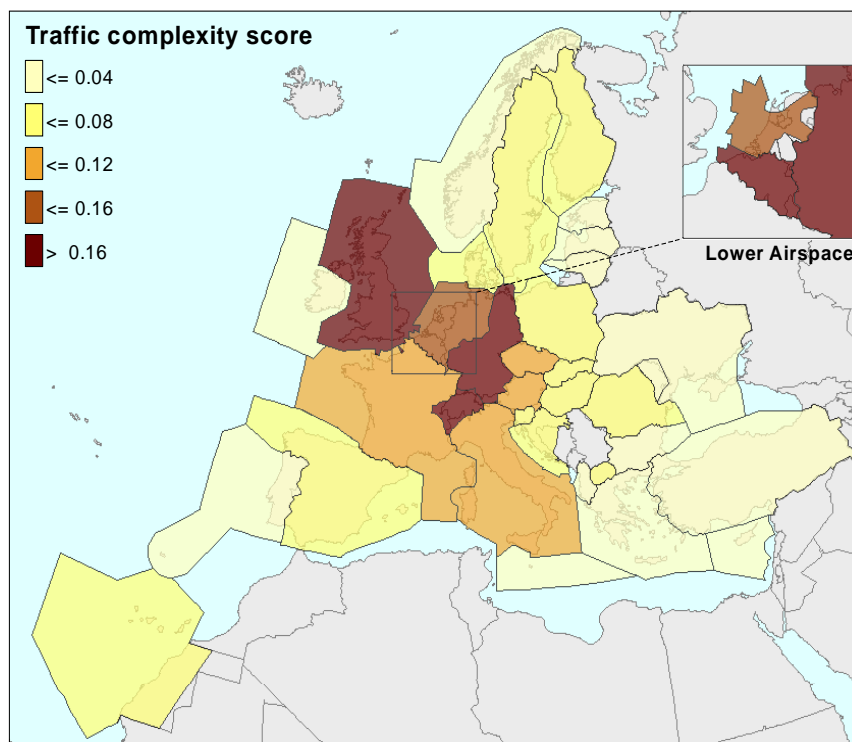 Traffic complexity score
<= 0.04
<= 0.08
<= 0.12
<= 0.16
> 0.16
Lower Airspace